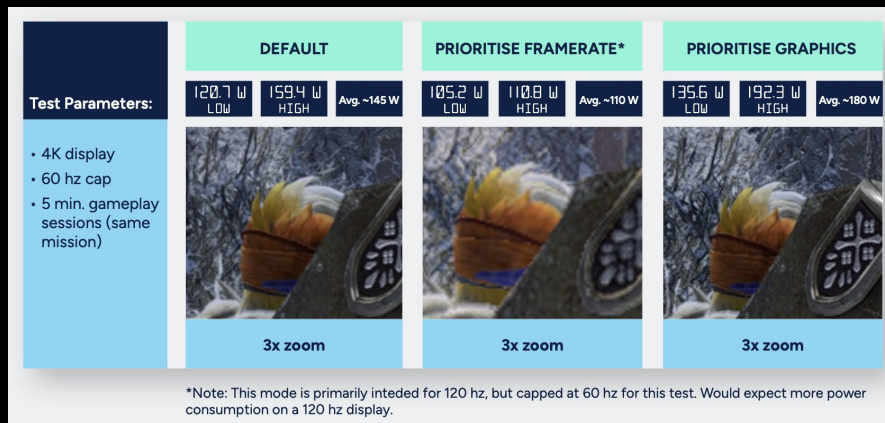 DEFAULT
PRIORITISE FRAMERATE*
PRIORITISE GRAPHICS
Test Parameters:
120.7 W
LOW
159.4 W
HIGH
Avg. ~145 W
105.2 W
LOW
110.8 W
HIGH
Avg. ~110 W
135.6 W
LOW
192.3 W
HIGH
Avg. ~180 W
• 4K display
• 60 hz cap
• 5 min. gameplay
sessions (same
mission)
3x zoom
3x zoom
3x zoom
*Note: This mode is primarily inteded for 120 hz, but capped at 60 hz for this test. Would expect more power
consumption on a 120 hz display.